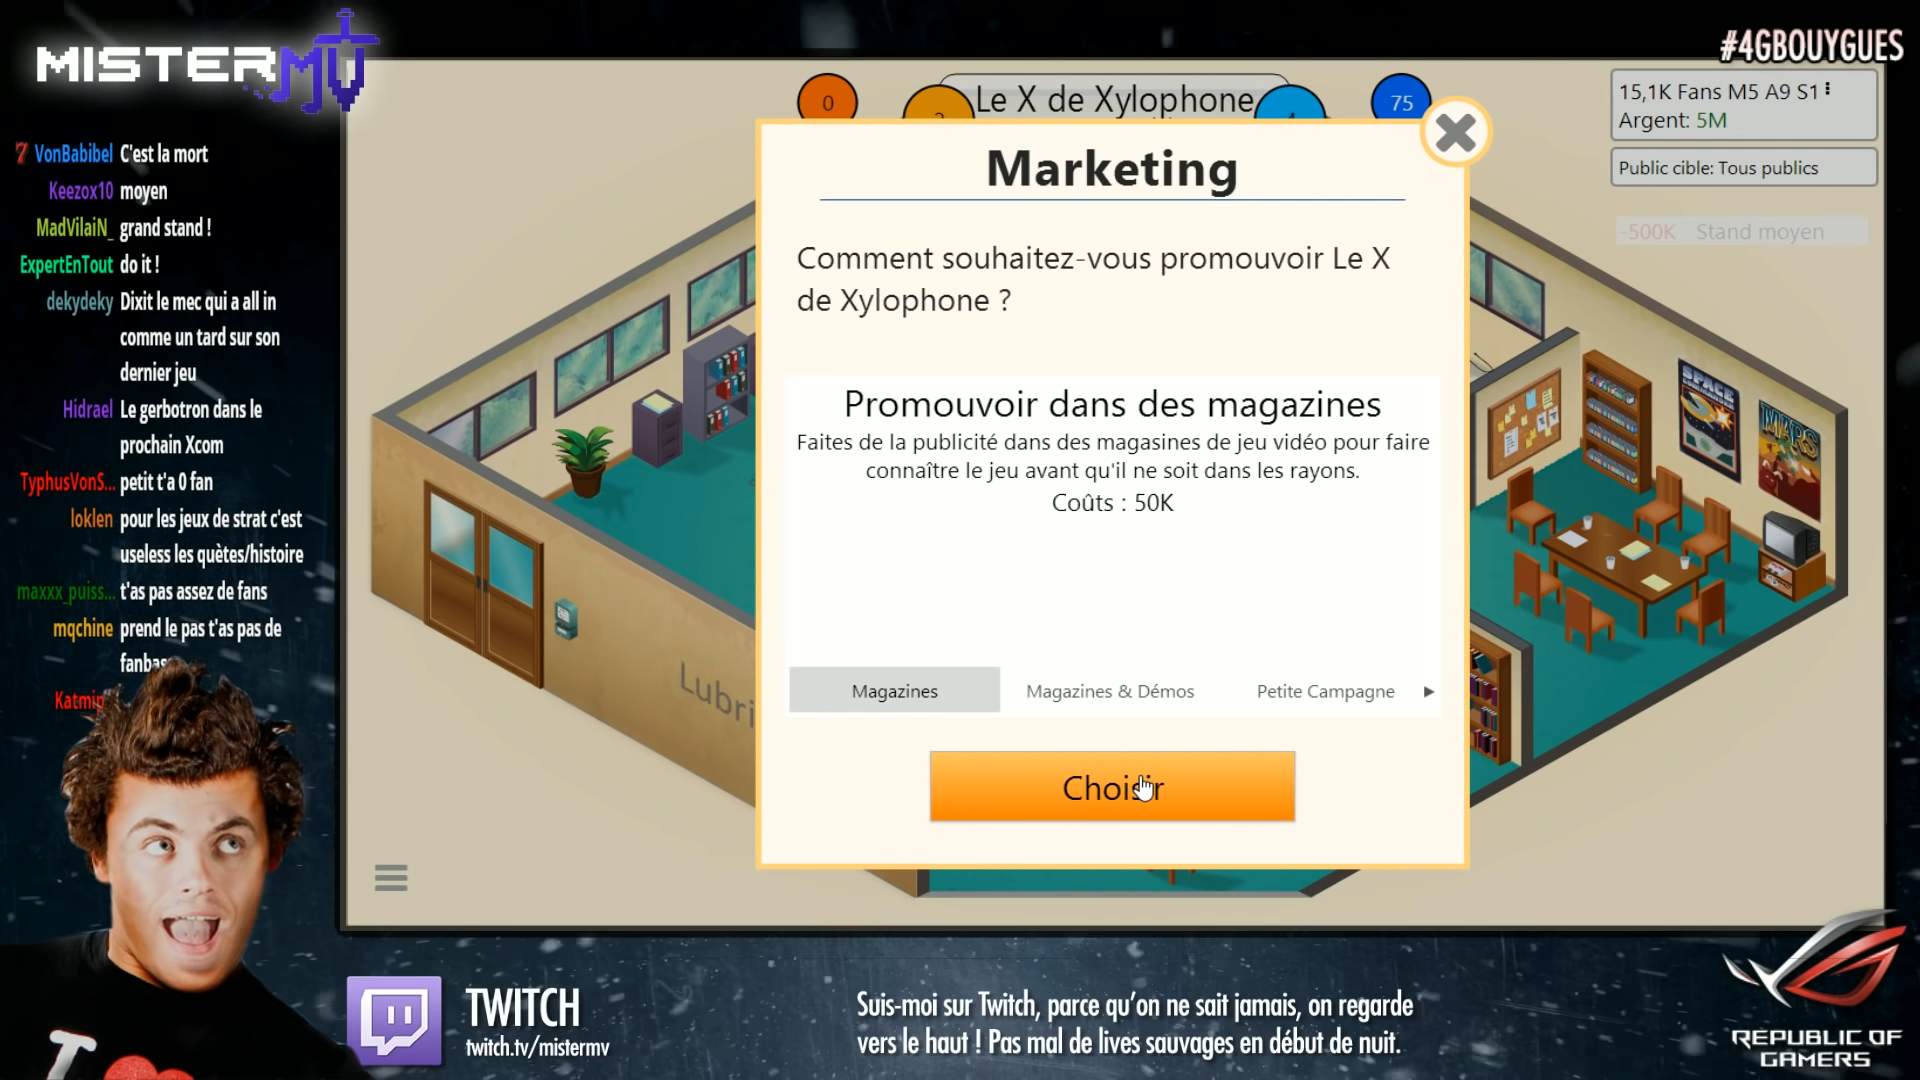 MISTERMV
#4GBOUYGUES
7 VonBabibel C'est la mort
Keezox10 moyen
MadVilaiN_ grand stand !
ExpertEnTout do it !
dekydeky Dixit le mec qui a all in
comme un tard sur son
dernier jeu
Hidrael Le gerbotron dans le
prochain Xcom
TyphusVonS... petit t'a 0 fan
loklen pour les jeux de strat c'est
useless les quètes/histoire
maxxx_puiss... t'as pas assez de fans
mqchine prend le pas t'as pas de
fanbas
Katmip
0
Le X de Xylophone
75
15,1K Fans M5 A9 S1
Argent: 5M
Public cible: Tous publics
-500K Stand moyen
Marketing
Comment souhaitez-vous promouvoir Le X
de Xylophone ?
Promouvoir dans des magazines
Faites de la publicité dans des magasines de jeu vidéo pour faire
connaître le jeu avant qu'il ne soit dans les rayons.
Coûts : 50K
Magazines
Magazines & Démos
Petite Campagne
Choisir
Lubri
SPACE
MARS
TWITCH
twitch.tv/mistermv
Suis-moi sur Twitch, parce qu'on ne sait jamais, on regarde
vers le haut ! Pas mal de lives sauvages en début de nuit.
REPUBLIC OF
GAMERS
I